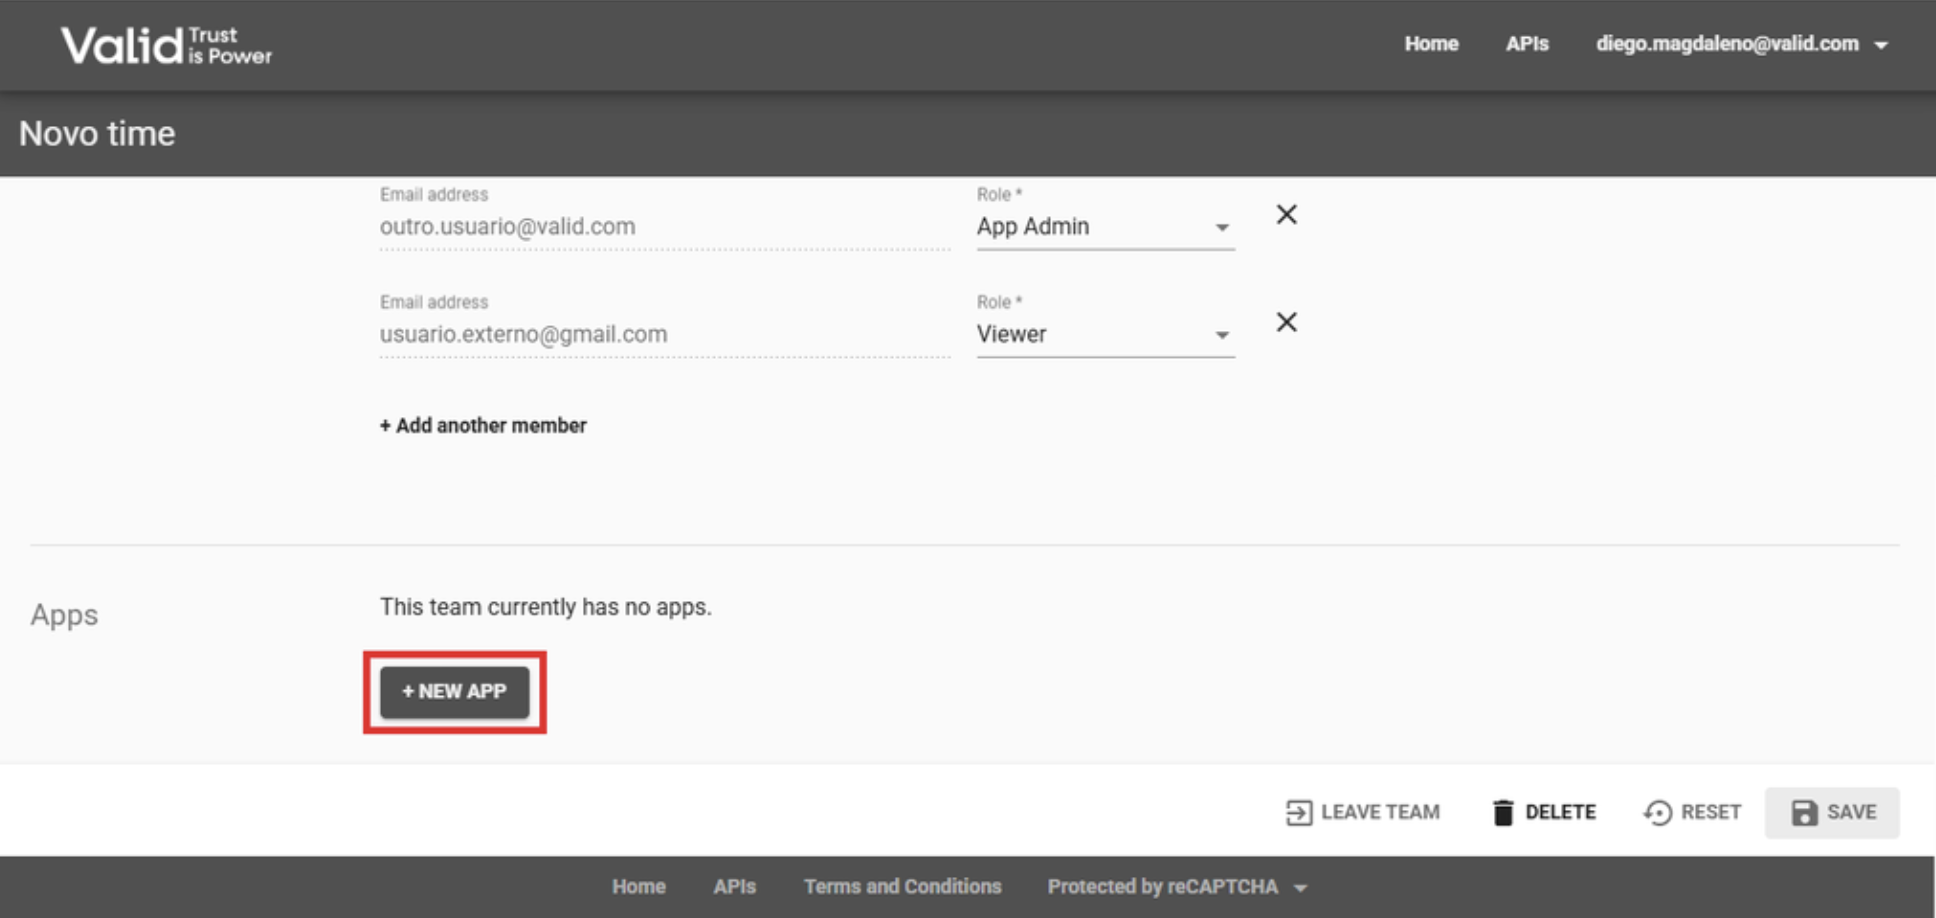 Valid Trust is Power
Home APIs diego.magdaleno@valid.com
Novo time
Email address Role *
outro.usuario@valid.com App Admin
Email address Role *
usuario.externo@gmail.com Viewer
+ Add another member
Apps
This team currently has no apps.
+ NEW APP
LEAVE TEAM DELETE RESET SAVE
Home APIs Terms and Conditions Protected by reCAPTCHA